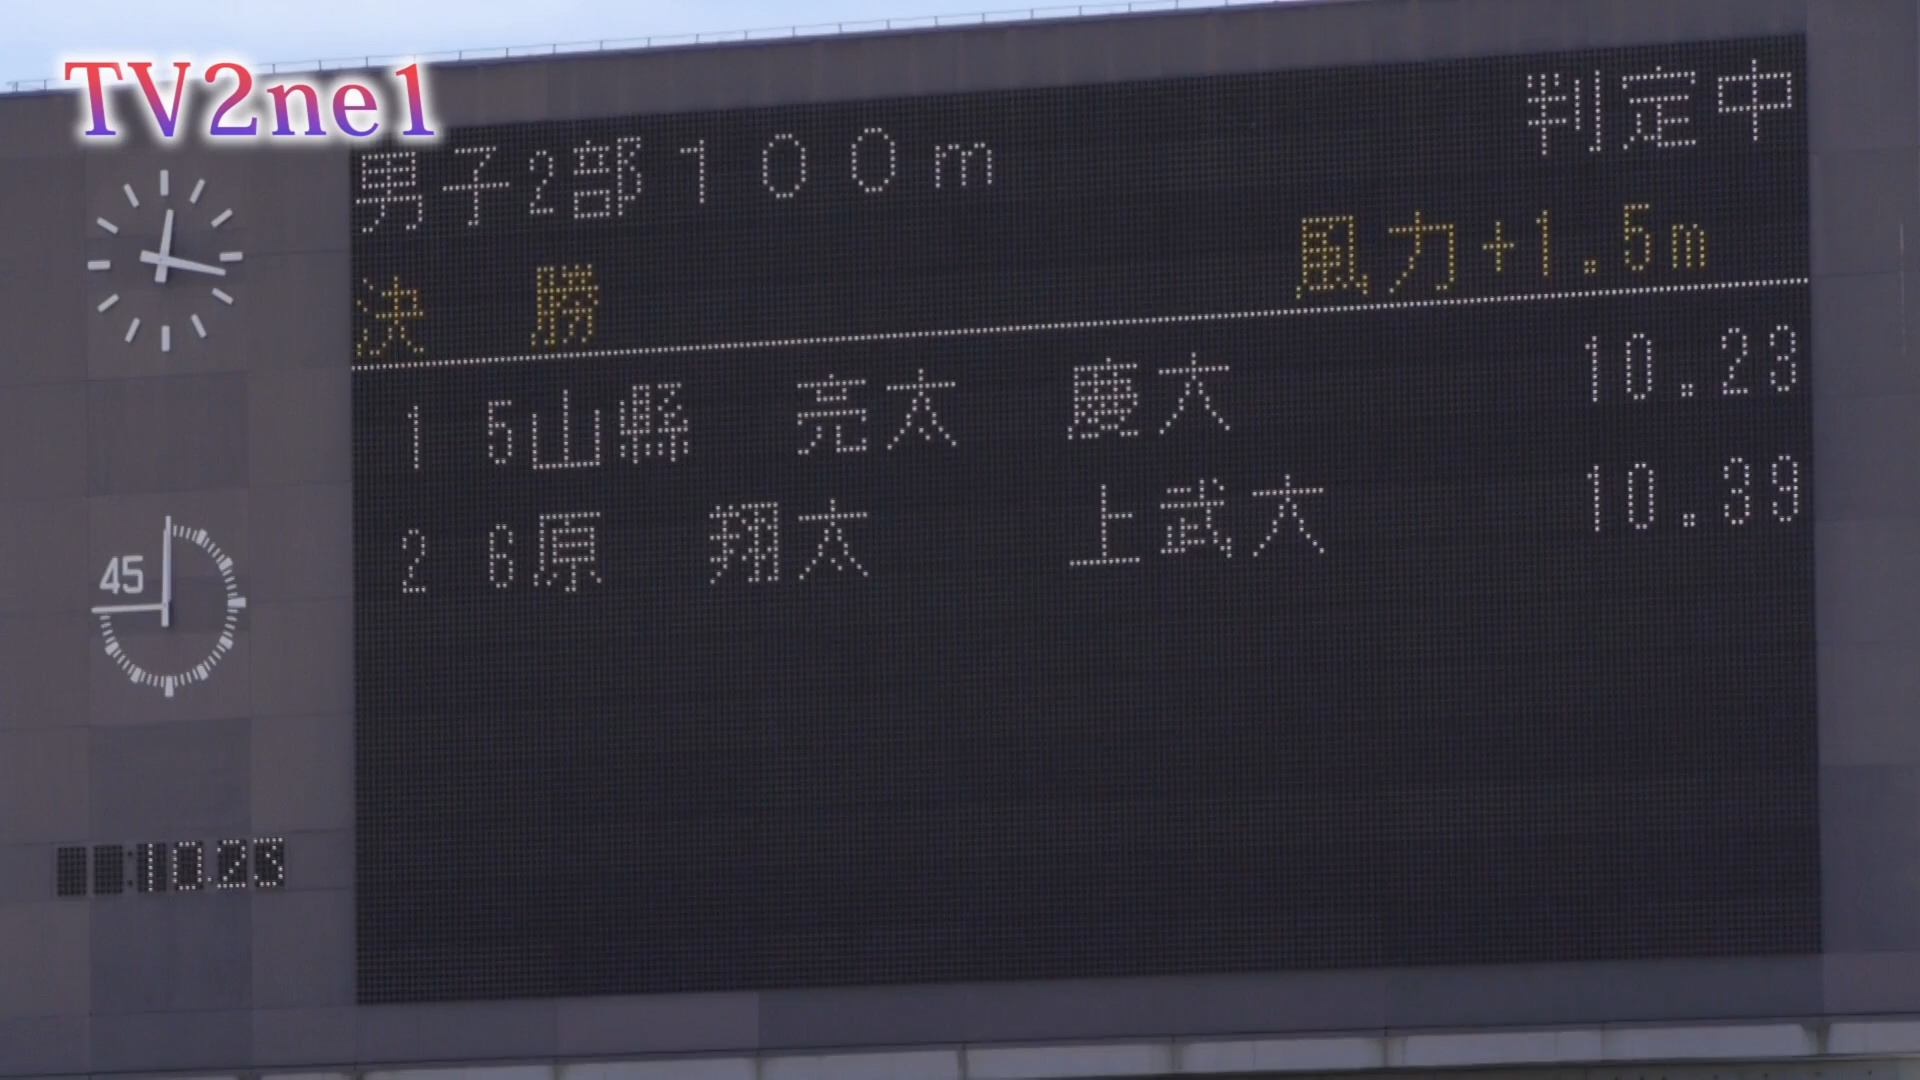 TV2ne1
判定中
男子2部100m
風力+1.5m
決 勝
1 5山縣 亮太 慶大 10.23
2 6原 翔太 上武大 10.39
45
10.23